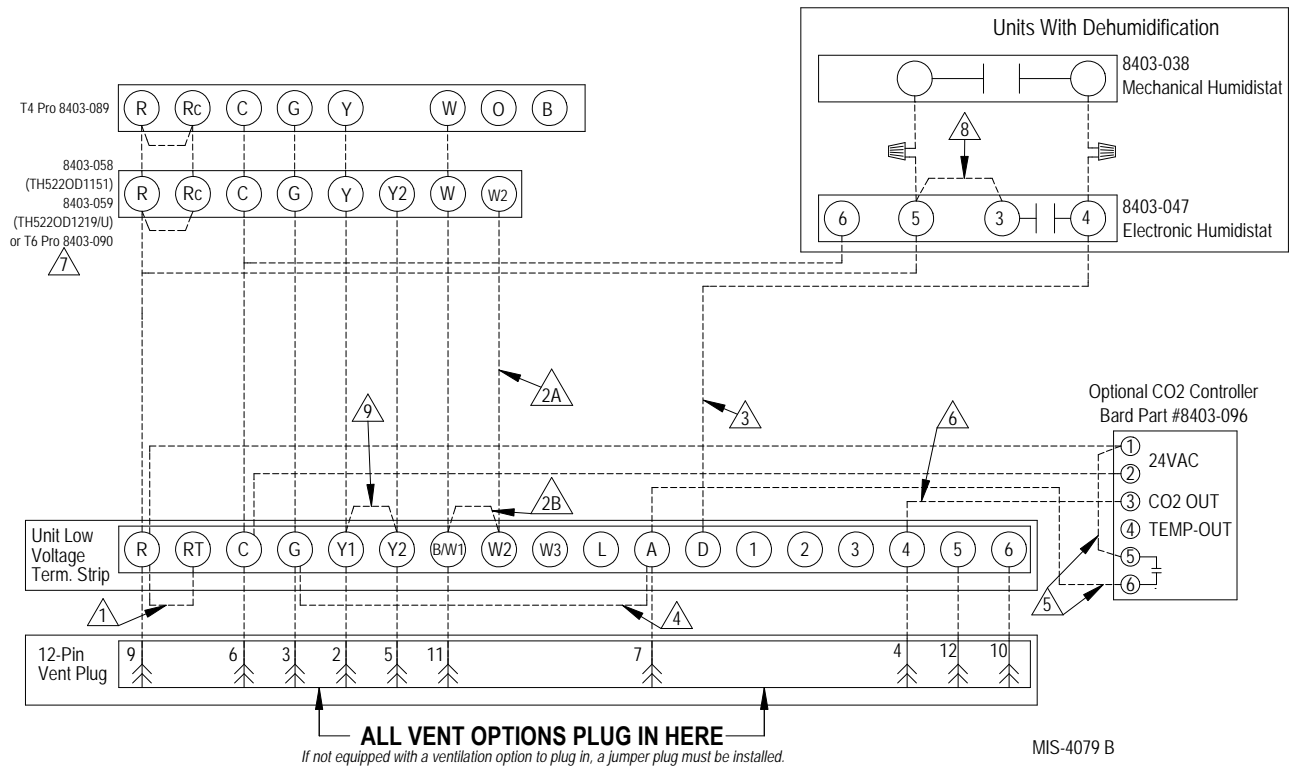 Units With Dehumidification
8403-038
Mechanical Humidistat
T4 Pro 8403-089
R Rc C G Y W O B
8
8403-058
(TH522OD1151)
8403-059
(TH522OD1219/U)
or T6 Pro 8403-090
7
R Rc C G Y Y2 W W2
6 5 3 4
8403-047
Electronic Humidistat
2A
9
3
6
2B
Optional CO2 Controller
Bard Part #8403-096
1
24VAC
2
3 CO2 OUT
4 TEMP-OUT
5
6
5
Unit Low
Voltage
Term. Strip
R RT C G Y1 Y2 B/W1 W2 W3 L A D 1 2 3 4 5 6
1
4
12-Pin
Vent Plug
9 6 3 2 5 11 7 4 12 10
ALL VENT OPTIONS PLUG IN HERE
If not equipped with a ventilation option to plug in, a jumper plug must be installed.
MIS-4079 B